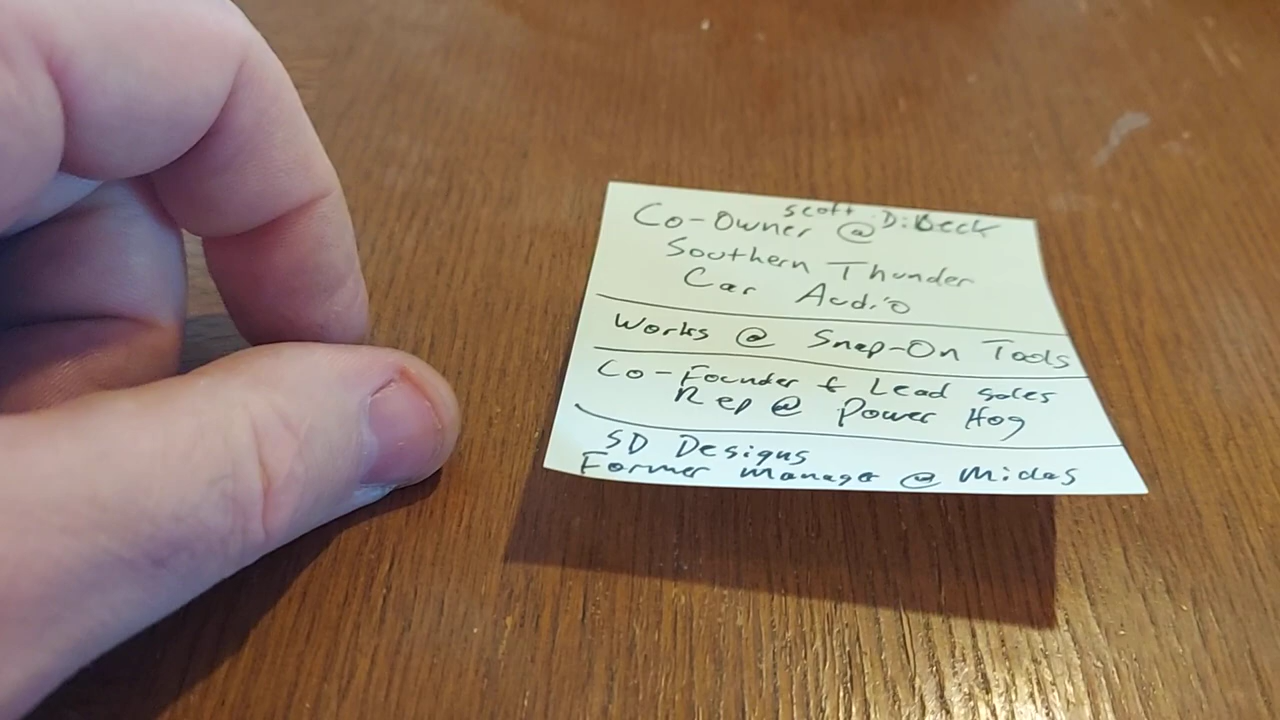 Scott DiBeck
Co-Owner @
Southern Thunder
Car Audio
Works @ Snap-On Tools
Co-Founder & Lead Sales
Rep @ Power Hog
SD Designs
Former Manager @ Midas